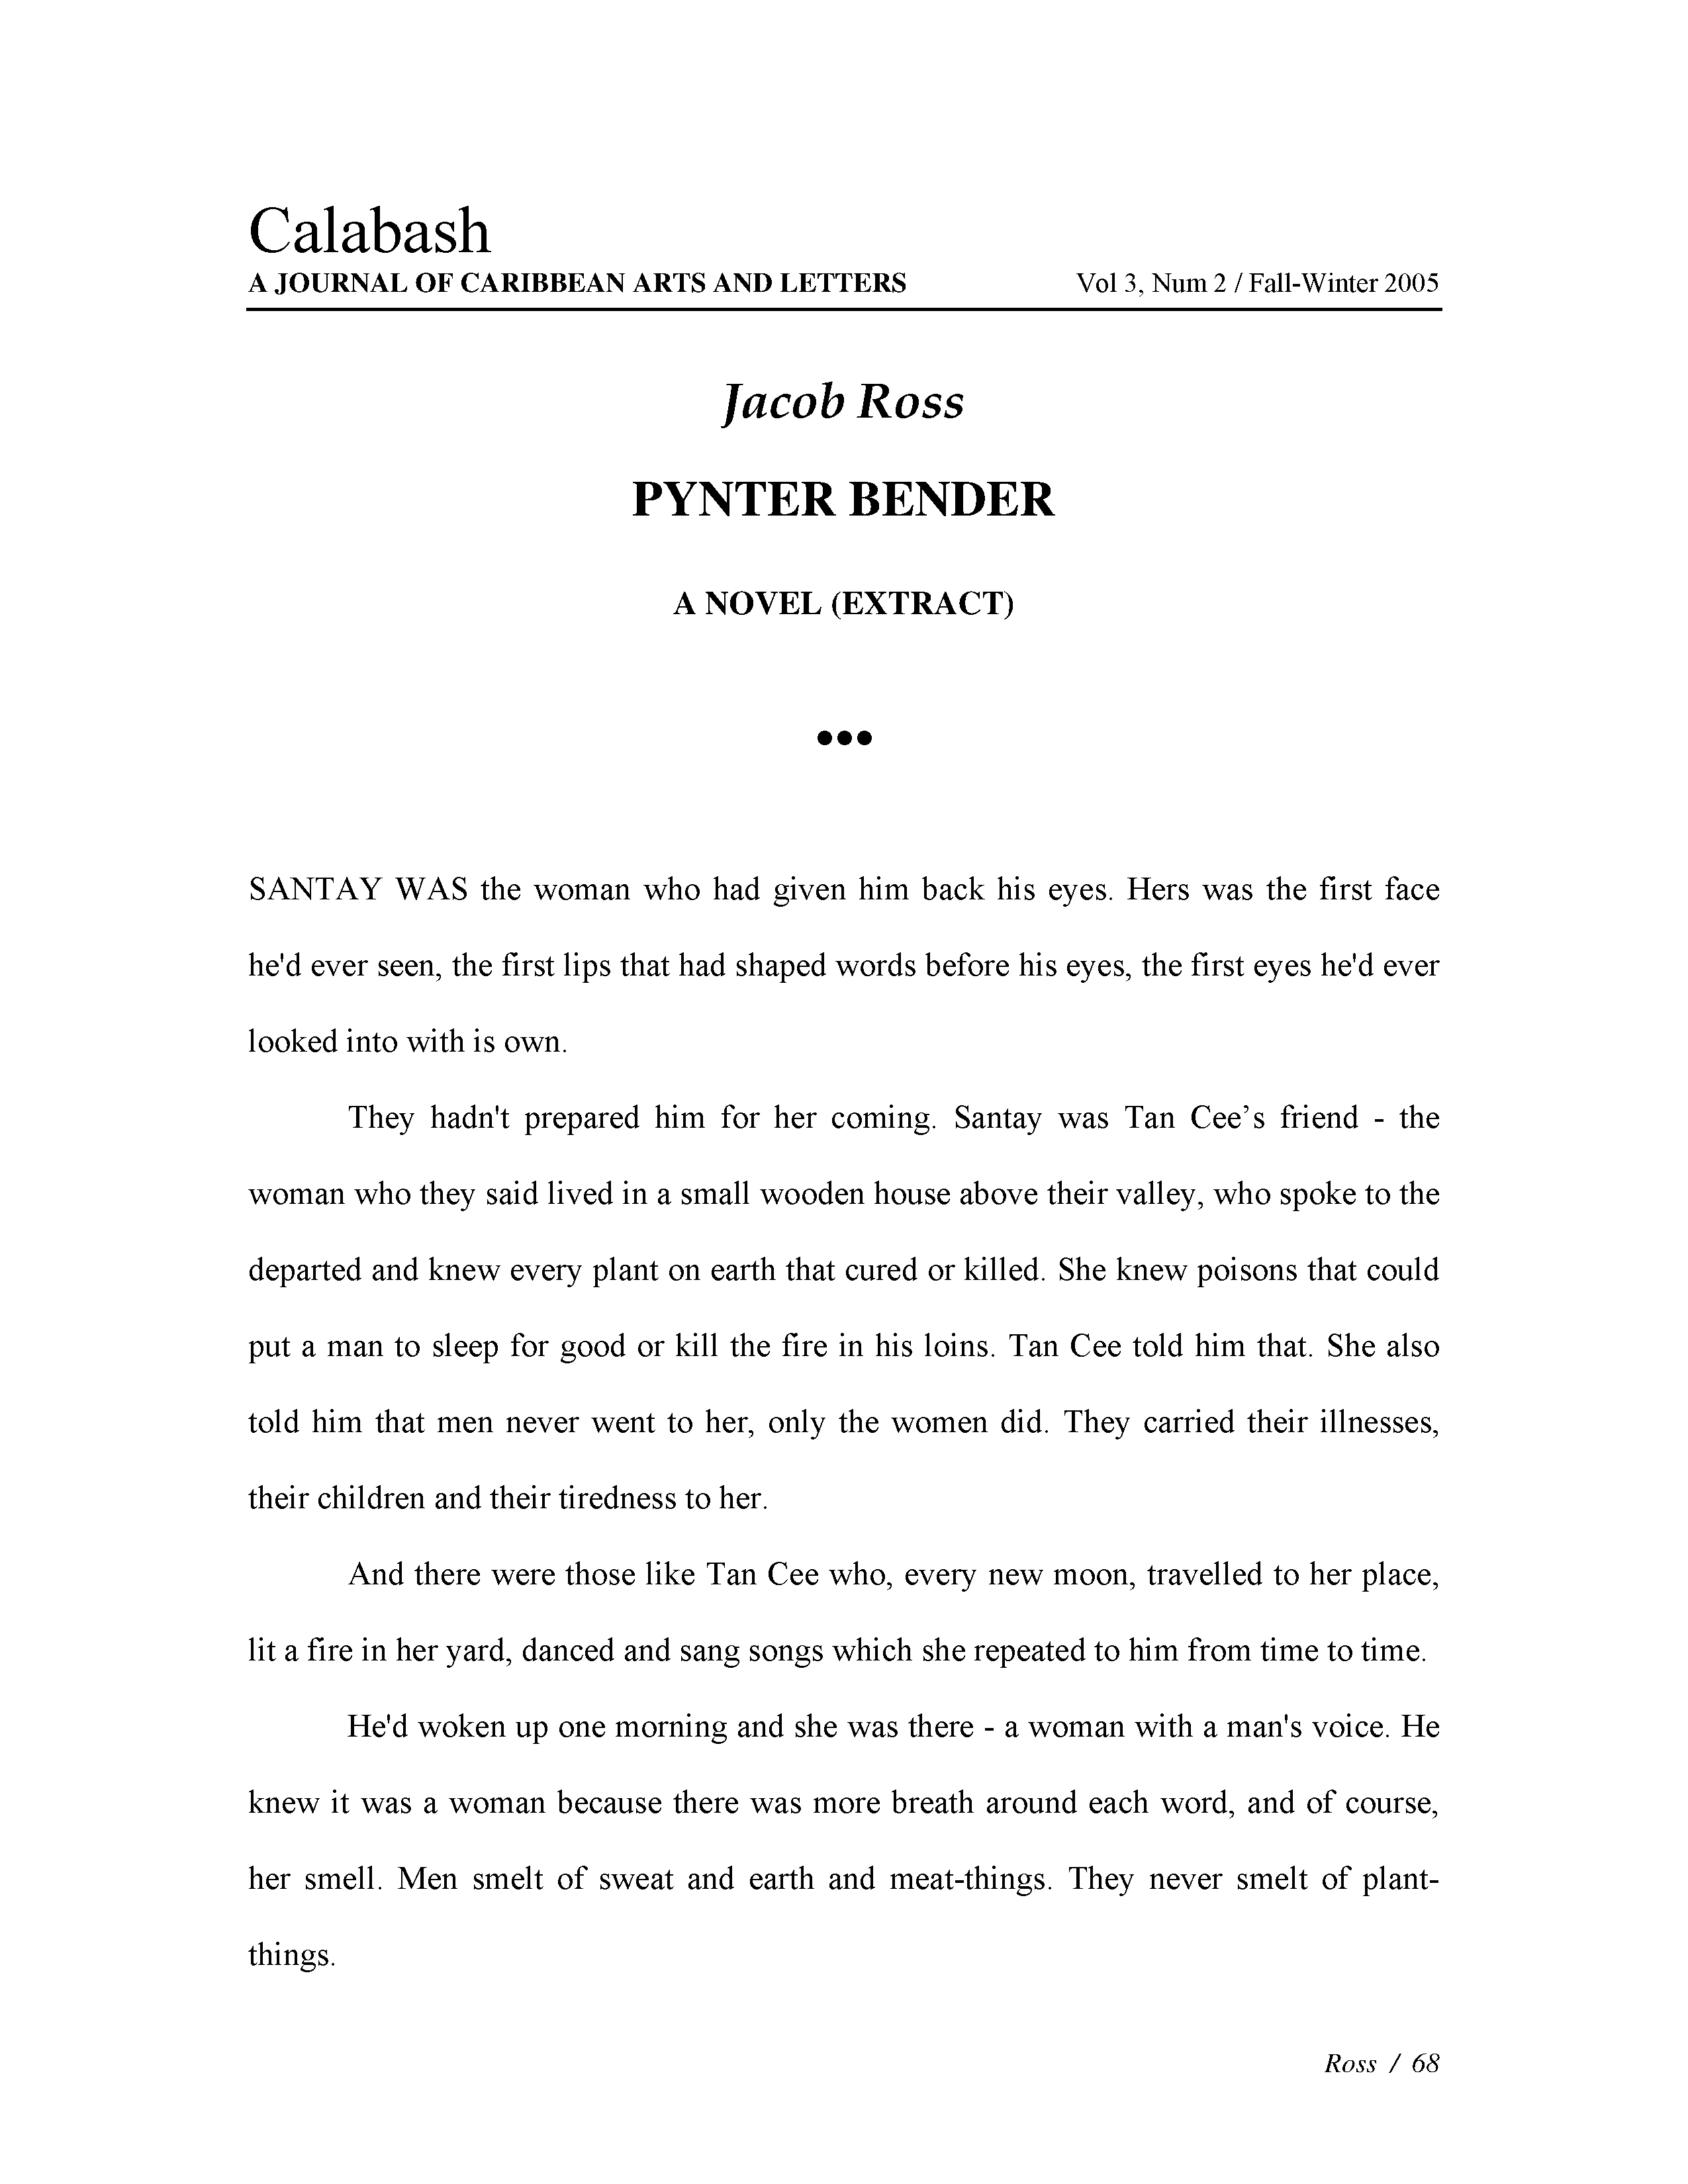 Calabash
A JOURNAL OF CARIBBEAN ARTS AND LETTERS Vol 3, Num 2 / Fall-Winter 2005
Jacob Ross
PYNTER BENDER
A NOVEL (EXTRACT)
•••
SANTAY WAS the woman who had given him back his eyes. Hers was the first face
he'd ever seen, the first lips that had shaped words before his eyes, the first eyes he'd ever
looked into with is own.
They hadn't prepared him for her coming. Santay was Tan Cee’s friend - the
woman who they said lived in a small wooden house above their valley, who spoke to the
departed and knew every plant on earth that cured or killed. She knew poisons that could
put a man to sleep for good or kill the fire in his loins. Tan Cee told him that. She also
told him that men never went to her, only the women did. They carried their illnesses,
their children and their tiredness to her.
And there were those like Tan Cee who, every new moon, travelled to her place,
lit a fire in her yard, danced and sang songs which she repeated to him from time to time.
He'd woken up one morning and she was there - a woman with a man's voice. He
knew it was a woman because there was more breath around each word, and of course,
her smell. Men smelt of sweat and earth and meat-things. They never smelt of plant-
things.
Ross / 68